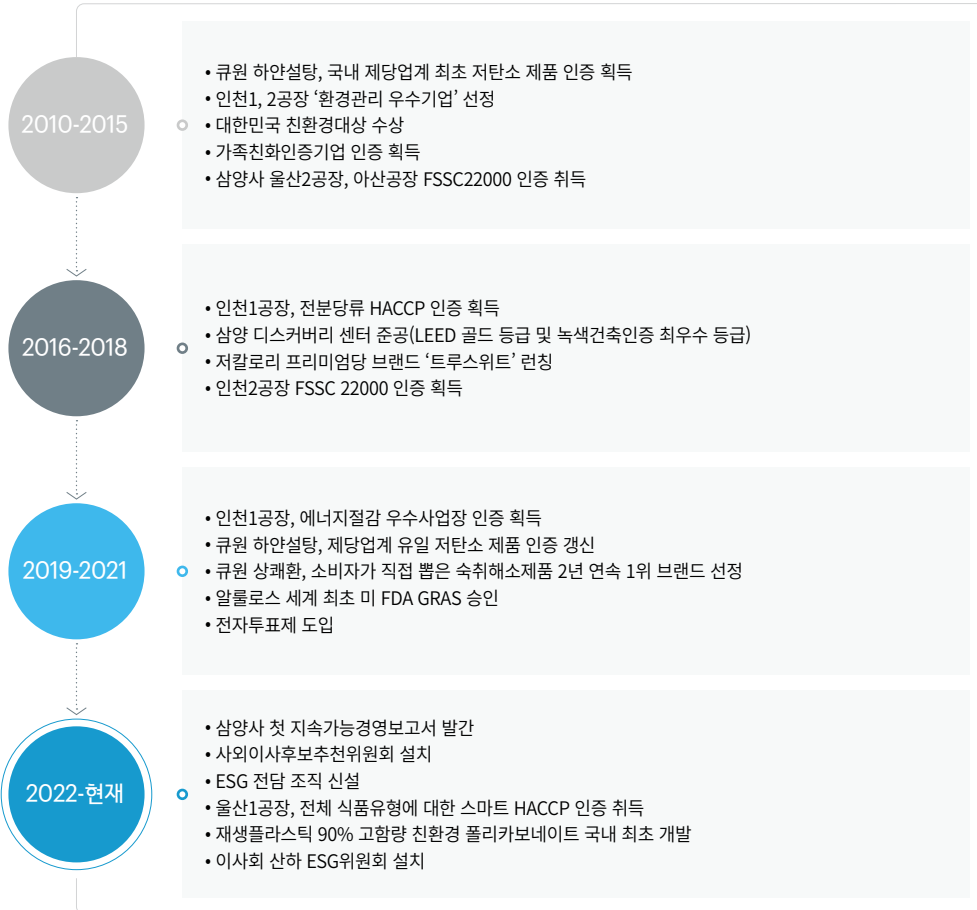 2010-2015
• 큐원 하얀설탕, 국내 제당업계 최초 저탄소 제품 인증 획득
• 인천1, 2공장 ‘환경관리 우수기업’ 선정
• 대한민국 친환경대상 수상
• 가족친화인증기업 인증 획득
• 삼양사 울산2공장, 아산공장 FSSC22000 인증 취득
2016-2018
• 인천1공장, 전분당류 HACCP 인증 획득
• 삼양 디스커버리 센터 준공(LEED 골드 등급 및 녹색건축인증 최우수 등급)
• 저칼로리 프리미엄당 브랜드 ‘트루스위트’ 런칭
• 인천2공장 FSSC 22000 인증 획득
2019-2021
• 인천1공장, 에너지절감 우수사업장 인증 획득
• 큐원 하얀설탕, 제당업계 유일 저탄소 제품 인증 갱신
• 큐원 상쾌환, 소비자가 직접 뽑은 숙취해소제품 2년 연속 1위 브랜드 선정
• 알룰로스 세계 최초 미 FDA GRAS 승인
• 전자투표제 도입
2022-현재
• 삼양사 첫 지속가능경영보고서 발간
• 사외이사후보추천위원회 설치
• ESG 전담 조직 신설
• 울산1공장, 전체 식품유형에 대한 스마트 HACCP 인증 취득
• 재생플라스틱 90% 고함량 친환경 폴리카보네이트 국내 최초 개발
• 이사회 산하 ESG위원회 설치